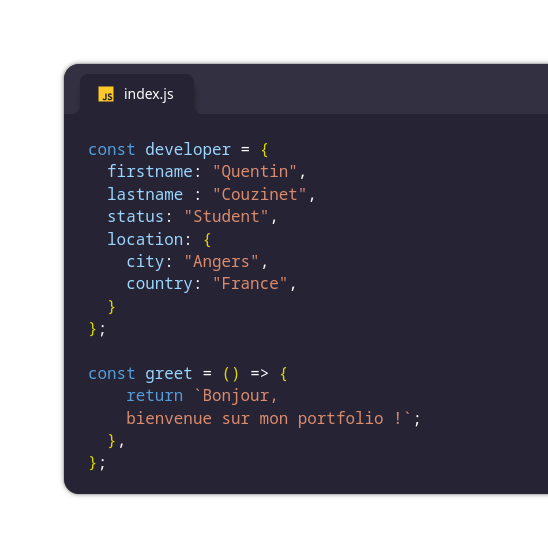 JS index.js
const developer = {
firstname: "Quentin",
lastname : "Couzinet",
status: "Student",
location: {
city: "Angers",
country: "France",
}
};
const greet = () => {
return `Bonjour,
bienvenue sur mon portfolio !`;
},
};